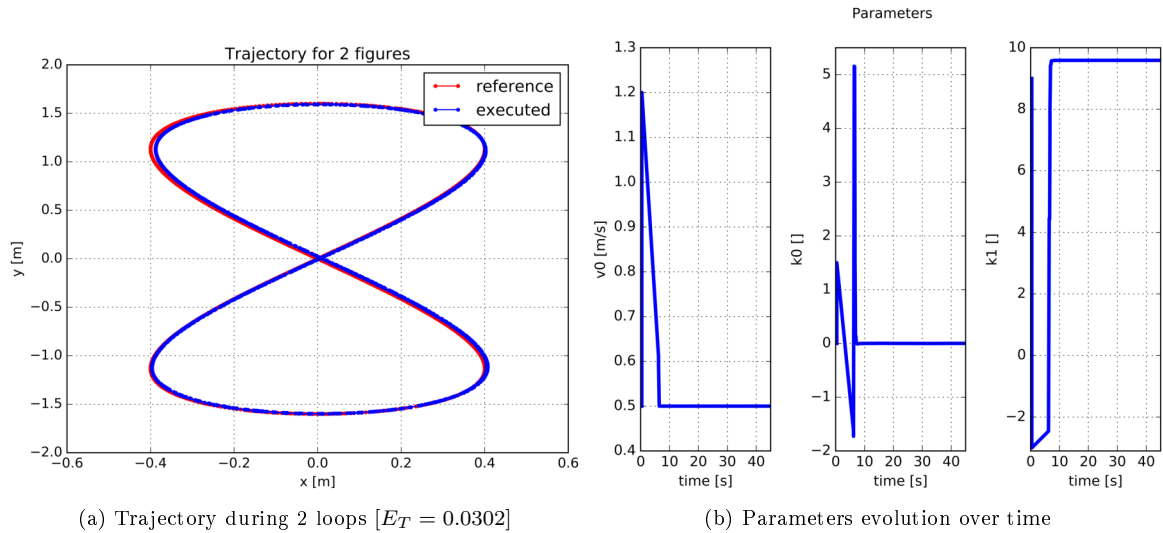 Parameters
Trajectory for 2 figures
reference
executed
2.0
1.5
1.0
0.5
0.0
−0.5
−1.0
−1.5
−2.0
y [m]
−0.6 −0.4 −0.2 0.0 0.2 0.4 0.6
x [m]
1.3
1.2
1.1
1.0
0.9
0.8
0.7
0.6
0.5
0.4
v0 [m/s]
0 10 20 30 40
time [s]
5
4
3
2
1
0
−1
−2
k0 []
0 10 20 30 40
time [s]
10
8
6
4
2
0
−2
k1 []
0 10 20 30 40
time [s]
(a) Trajectory during 2 loops [E_T = 0.0302]
(b) Parameters evolution over time